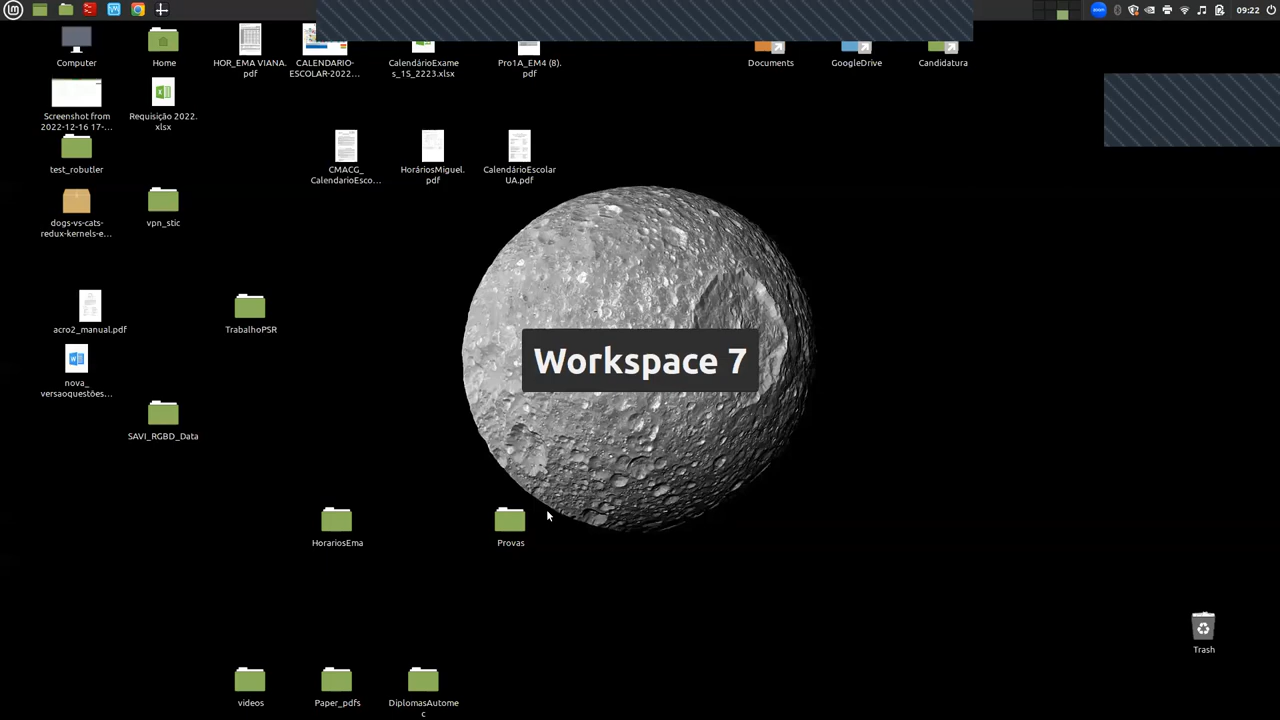 zoom
09:22
Computer
Home
HOR_EMA VIANA.
pdf
CALENDARIO-
ESCOLAR-2022...
CalendárioExame
s_1S_2223.xlsx
Pro1A_EM4 (8).
pdf
Documents
GoogleDrive
Candidatura
Screenshot from
2022-12-16 17-...
Requisição 2022.
xlsx
test_robutler
CMACG_
CalendarioEsco...
HoráriosMiguel.
pdf
CalendárioEscolar
UA.pdf
dogs-vs-cats-
redux-kernels-e...
vpn_stic
acro2_manual.pdf
TrabalhoPSR
Workspace 7
nova_
versaoquestões...
SAVI_RGBD_Data
HorariosEma
Provas
Trash
videos
Paper_pdfs
DiplomasAutome
c